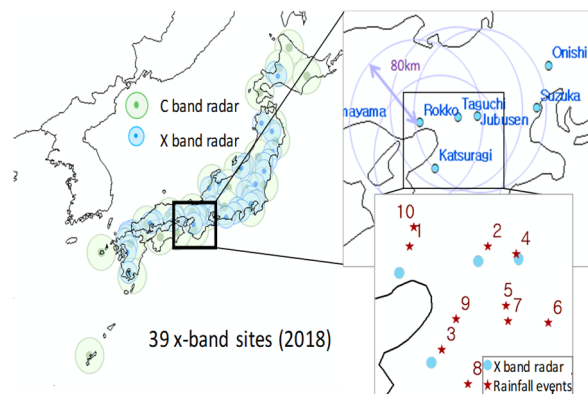 C band radar
X band radar
39 x-band sites (2018)
80km
Onishi
Suzuka
nayama
Rokko
Taguchi
Jubusen
Katsuragi
10
1
2
4
5
7
6
9
3
8
X band radar
Rainfall events